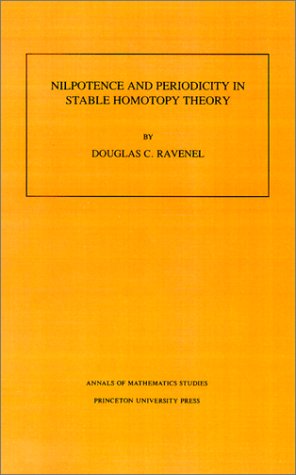 NILPOTENCE AND PERIODICITY IN
STABLE HOMOTOPY THEORY
BY
DOUGLAS C. RAVENEL
ANNALS OF MATHEMATICS STUDIES
PRINCETON UNIVERSITY PRESS